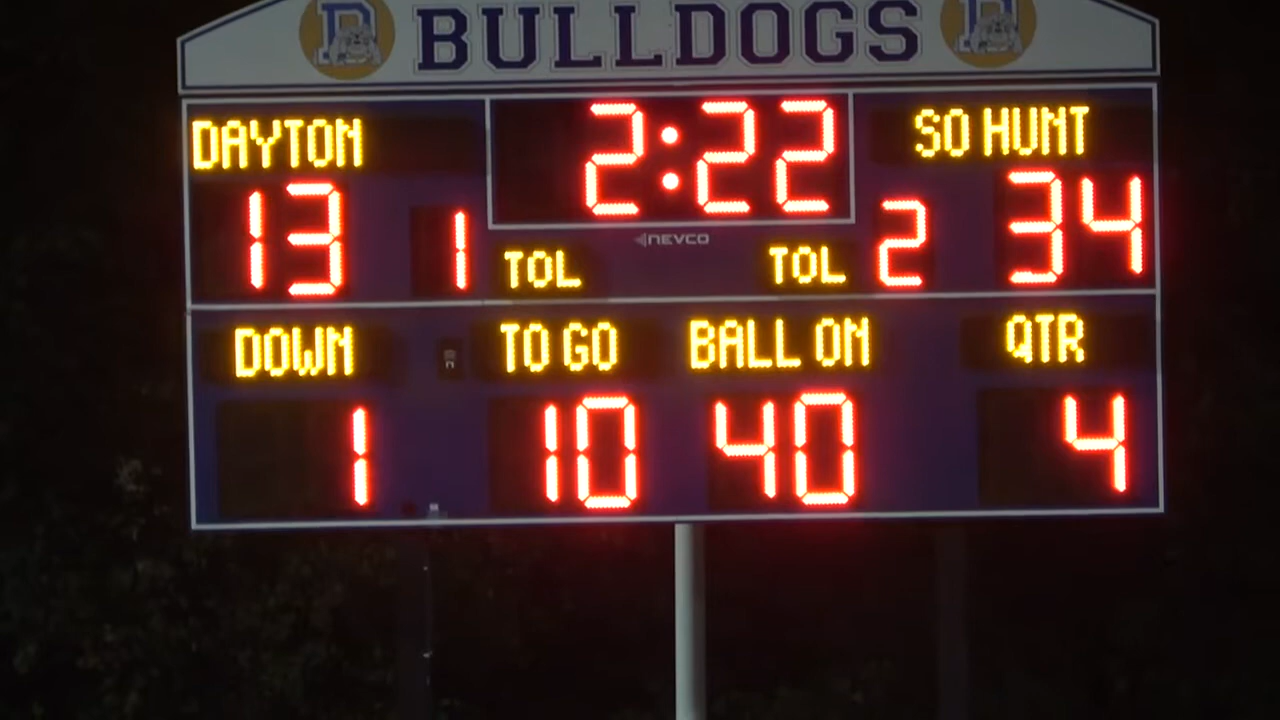 D BULLDOGS D
DAYTON 2:22 SO HUNT
13 1 TOL NEVCO TOL 2 34
DOWN TO GO BALL ON QTR
1 10 40 4